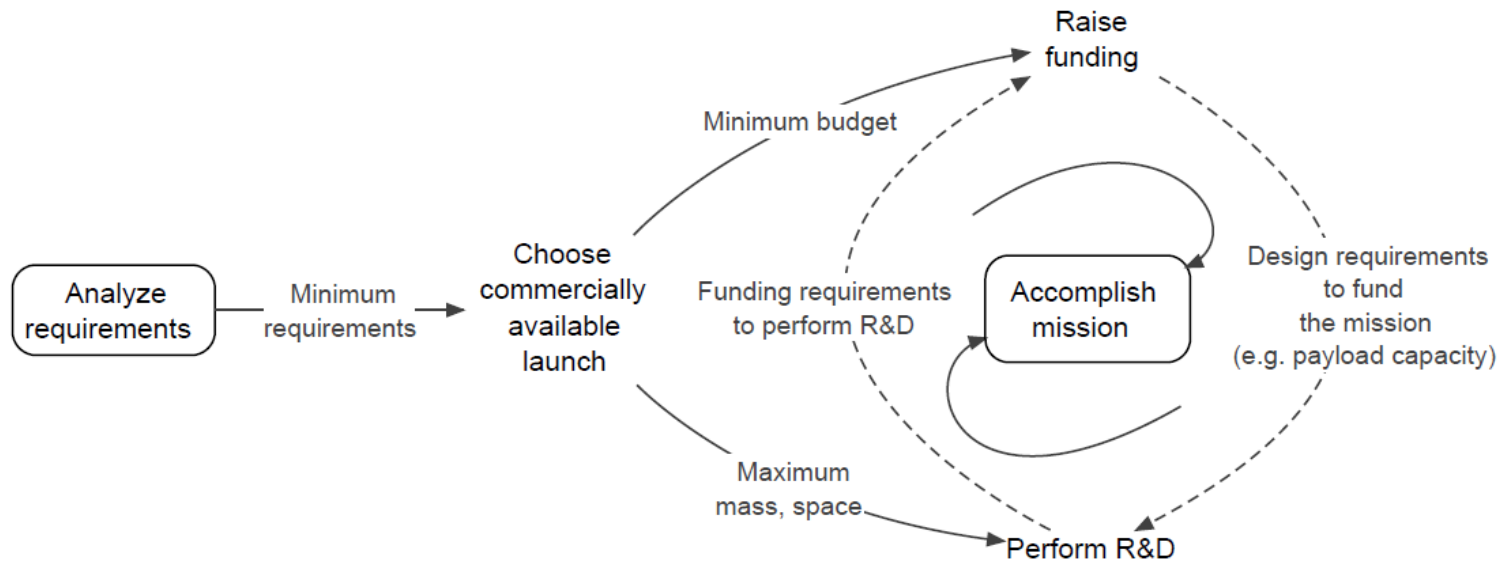 Analyze
requirements
Minimum
requirements
Choose
commercially
available
launch
Minimum budget
Raise
funding
Maximum
mass, space
Perform R&D
Funding requirements
to perform R&D
Accomplish
mission
Design requirements
to fund
the mission
(e.g. payload capacity)